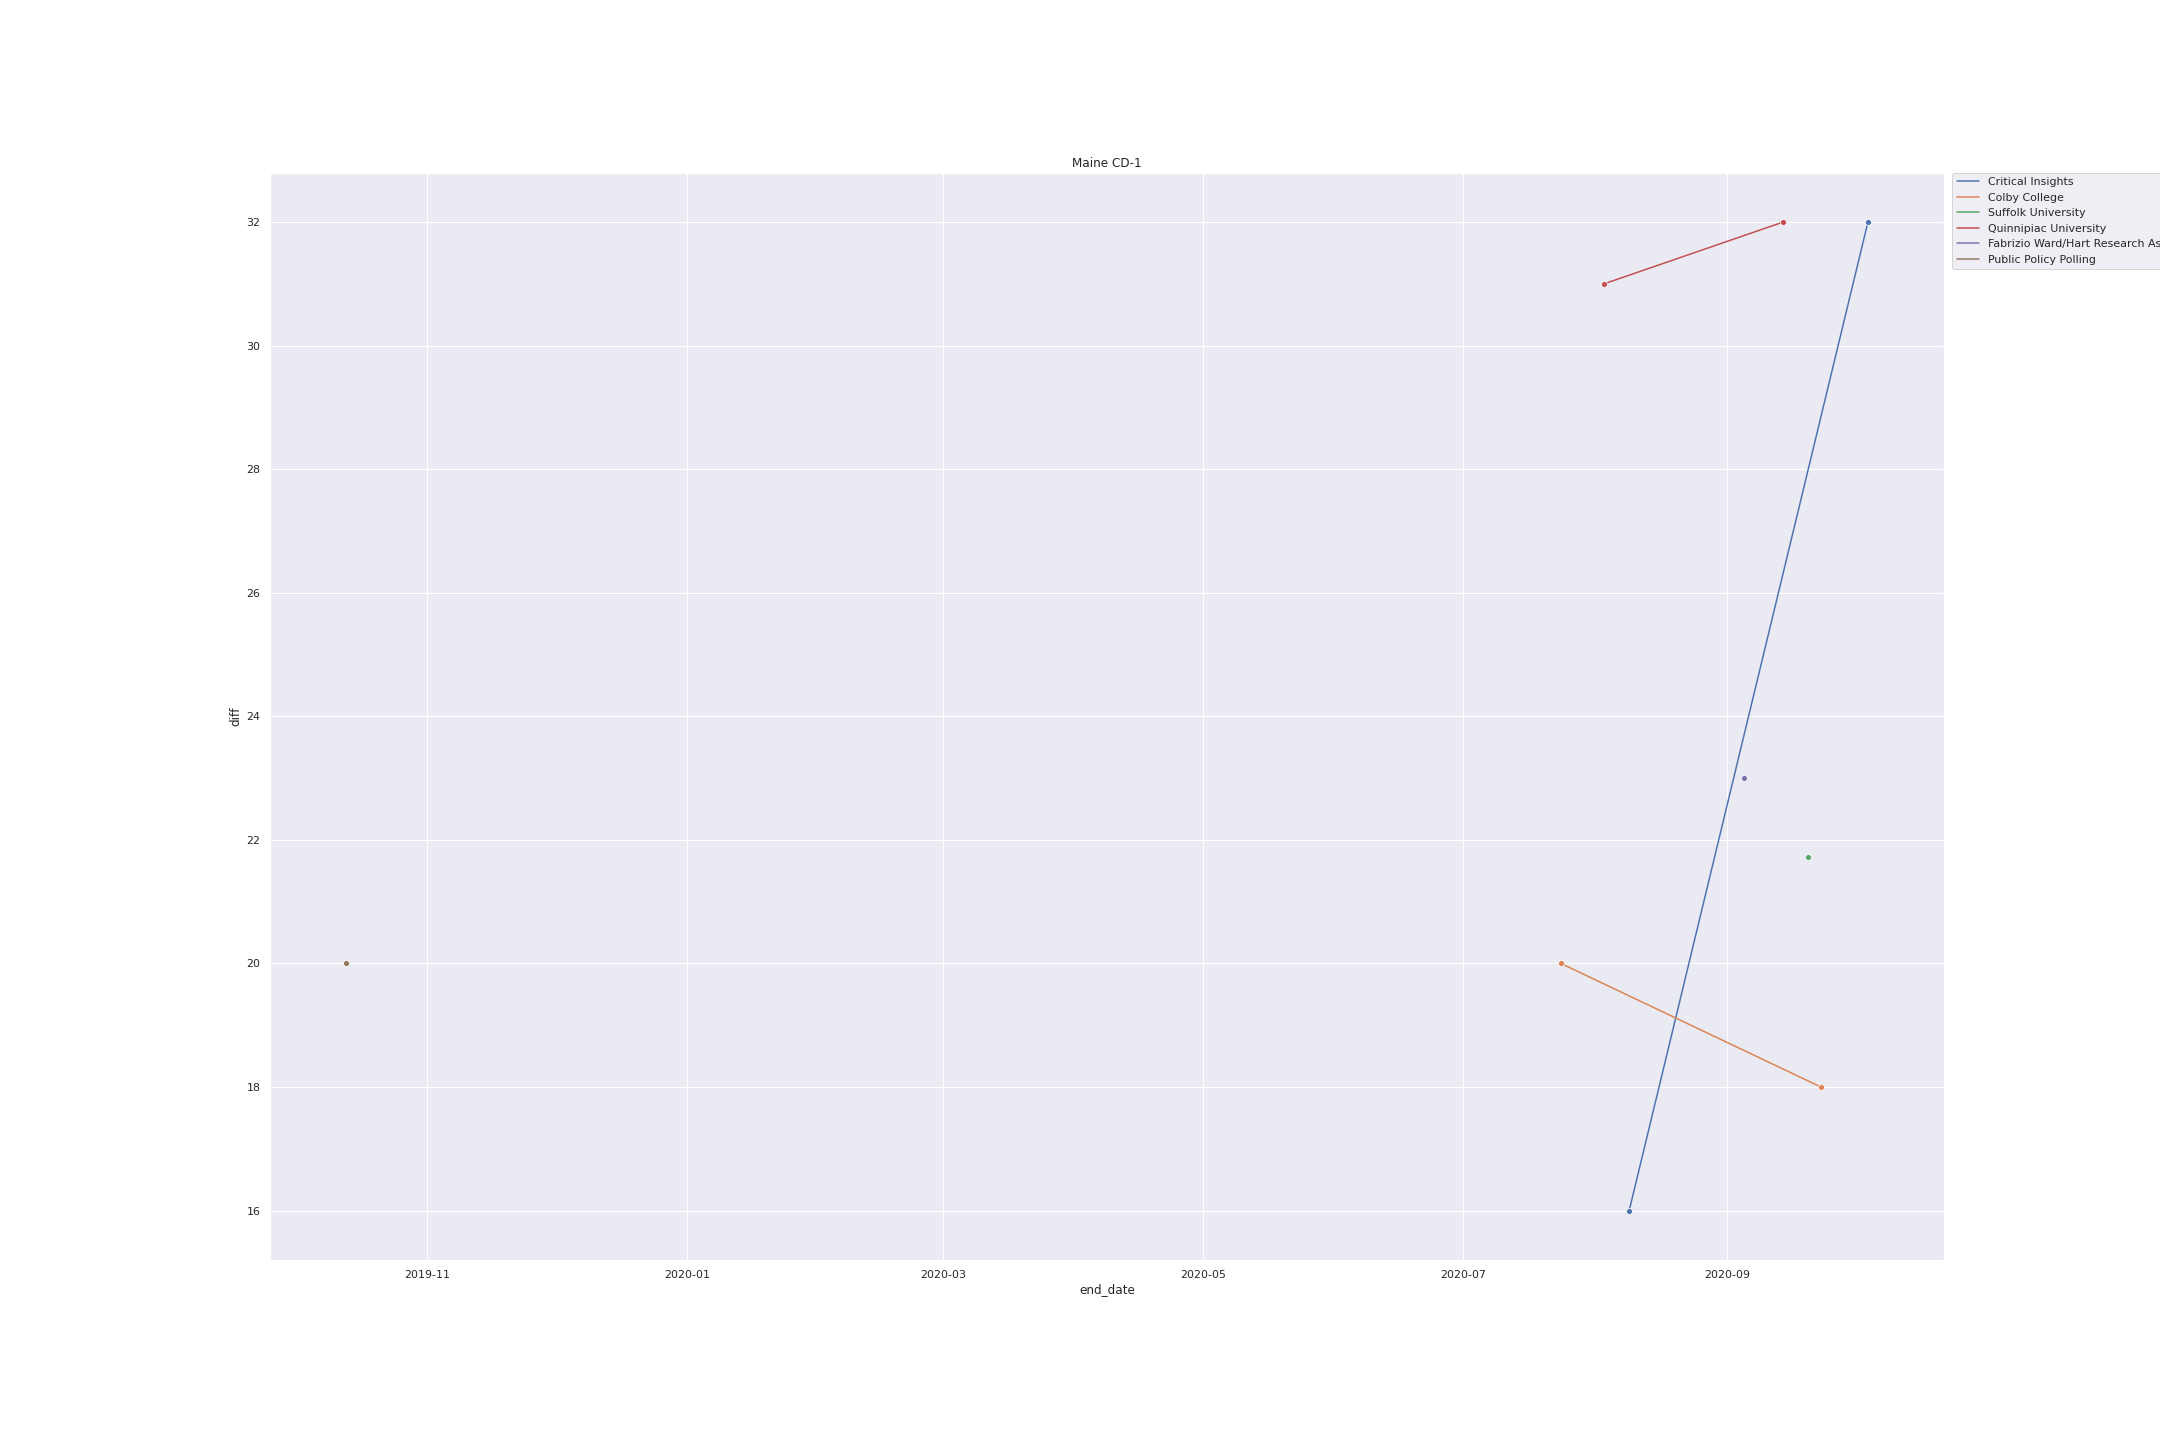 Maine CD-1
Critical Insights
Colby College
Suffolk University
Quinnipiac University
Fabrizio Ward/Hart Research As
Public Policy Polling
32
30
28
26
24
22
20
18
16
diff
2019-11
2020-01
2020-03
2020-05
2020-07
2020-09
end_date